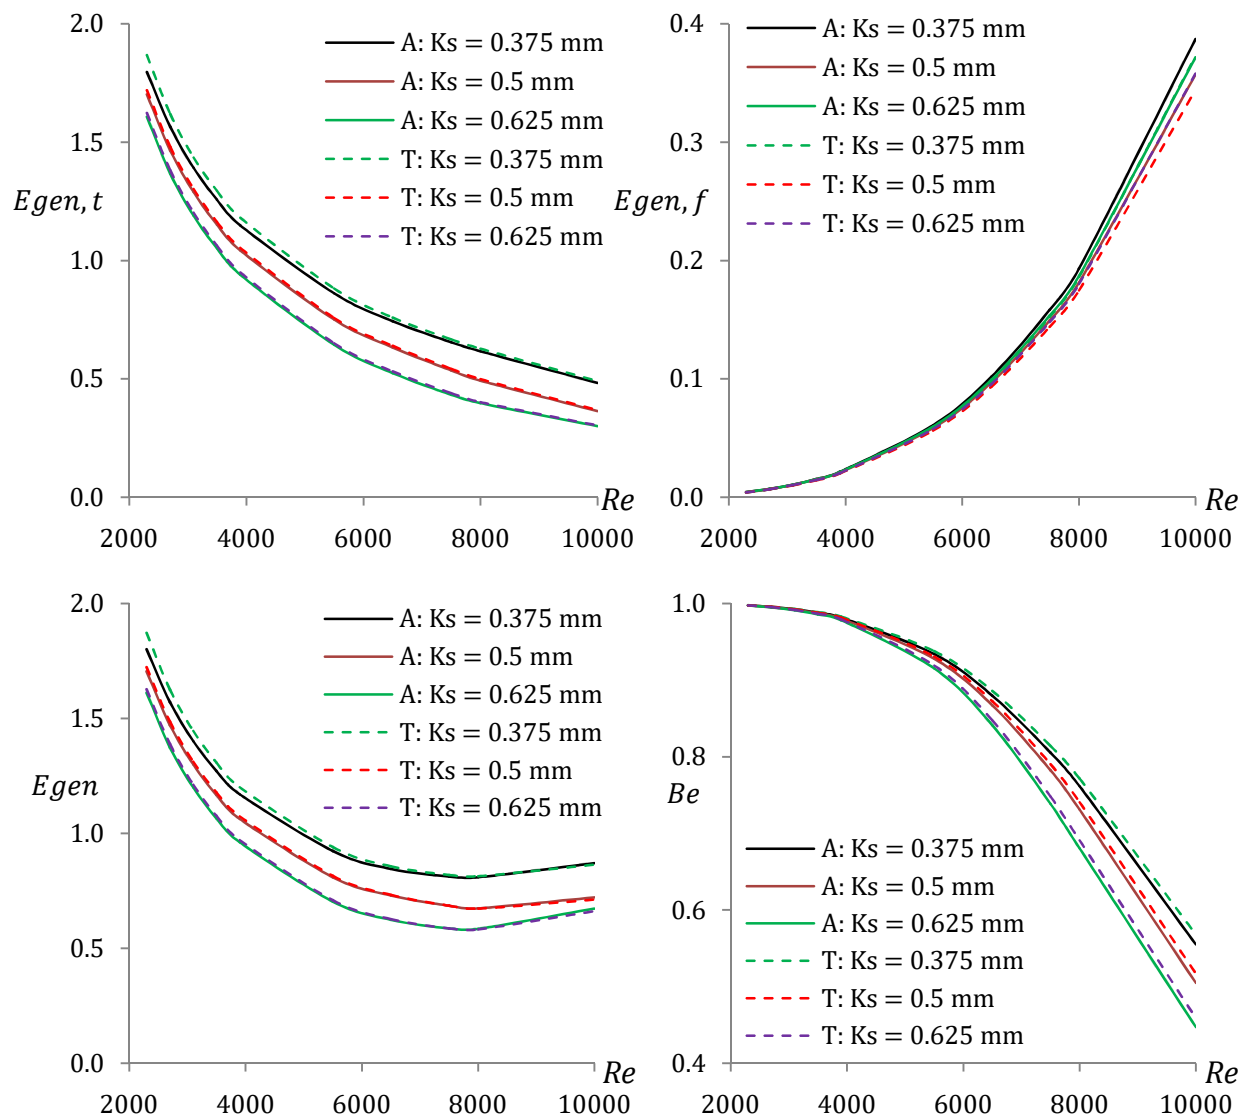 2.0
A: Ks = 0.375 mm
A: Ks = 0.5 mm
A: Ks = 0.625 mm
T: Ks = 0.375 mm
T: Ks = 0.5 mm
T: Ks = 0.625 mm
1.5
Egen, t
1.0
0.5
0.0
Re
2000 4000 6000 8000 10000
0.4
A: Ks = 0.375 mm
A: Ks = 0.5 mm
A: Ks = 0.625 mm
T: Ks = 0.375 mm
T: Ks = 0.5 mm
T: Ks = 0.625 mm
0.3
Egen, f
0.2
0.1
0.0
Re
2000 4000 6000 8000 10000
2.0
A: Ks = 0.375 mm
A: Ks = 0.5 mm
A: Ks = 0.625 mm
T: Ks = 0.375 mm
T: Ks = 0.5 mm
T: Ks = 0.625 mm
1.5
Egen
1.0
0.5
0.0
Re
2000 4000 6000 8000 10000
1.0
0.8
Be
A: Ks = 0.375 mm
A: Ks = 0.5 mm
A: Ks = 0.625 mm
T: Ks = 0.375 mm
T: Ks = 0.5 mm
T: Ks = 0.625 mm
0.6
0.4
Re
2000 4000 6000 8000 10000